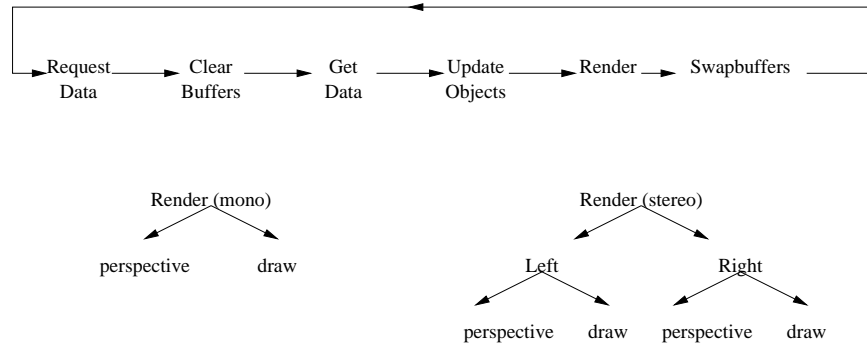 Request Data
Clear Buffers
Get Data
Update Objects
Render
Swapbuffers
Render (mono)
perspective
draw
Render (stereo)
Left
Right
perspective
draw
perspective
draw